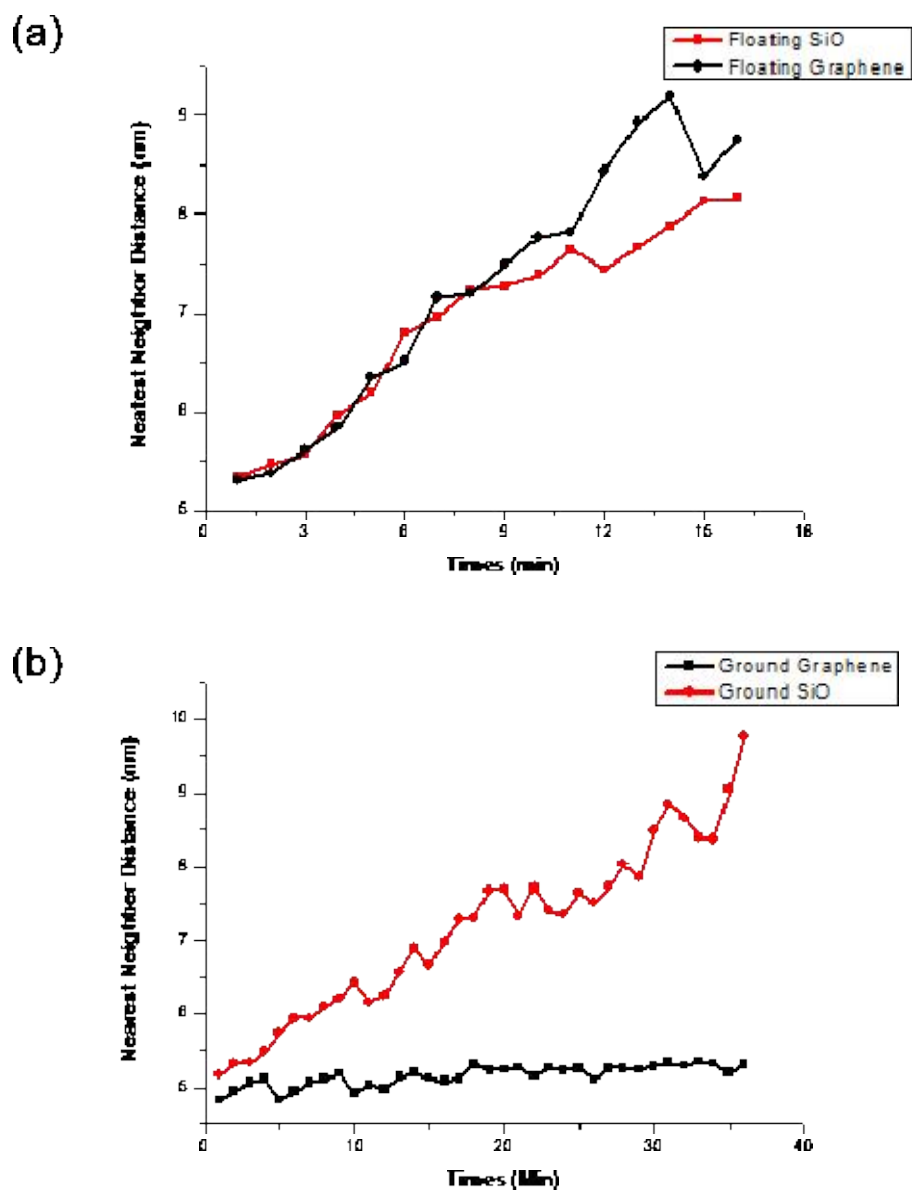 (a)
Floating SiO
Floating Graphene
Neatest Neighbor Distance (nm)
9
8
7
6
5
0 3 6 9 12 15 18
Times (min)
(b)
Ground Graphene
Ground SiO
Nearest Neighber Distance (nm)
10
9
8
7
6
5
0 10 20 30 40
Times (Min)